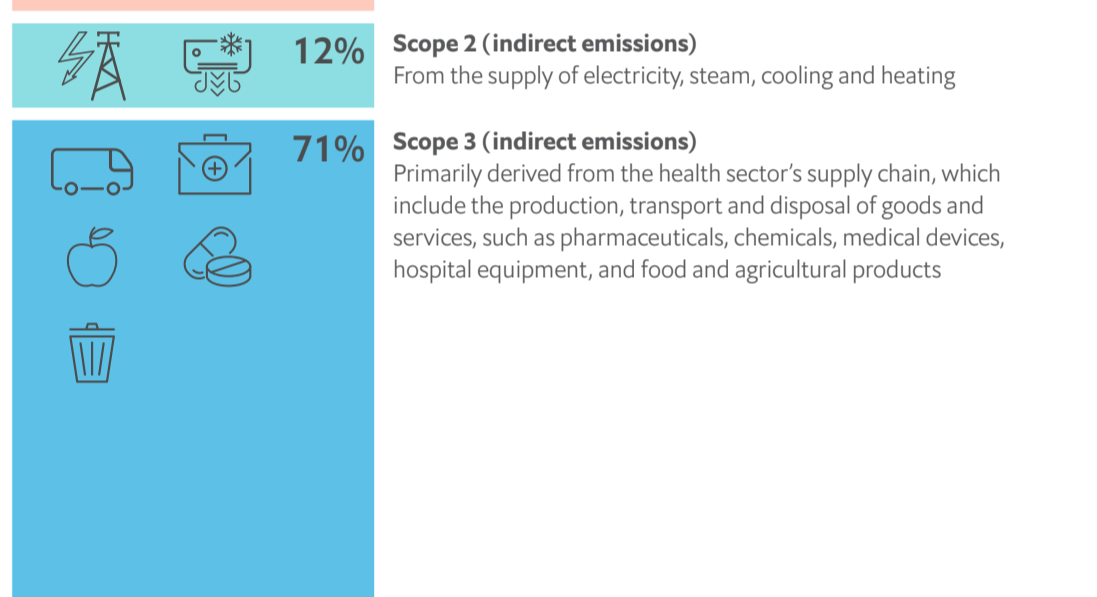 12%
Scope 2 (indirect emissions)
From the supply of electricity, steam, cooling and heating
71%
Scope 3 (indirect emissions)
Primarily derived from the health sector’s supply chain, which
include the production, transport and disposal of goods and
services, such as pharmaceuticals, chemicals, medical devices,
hospital equipment, and food and agricultural products